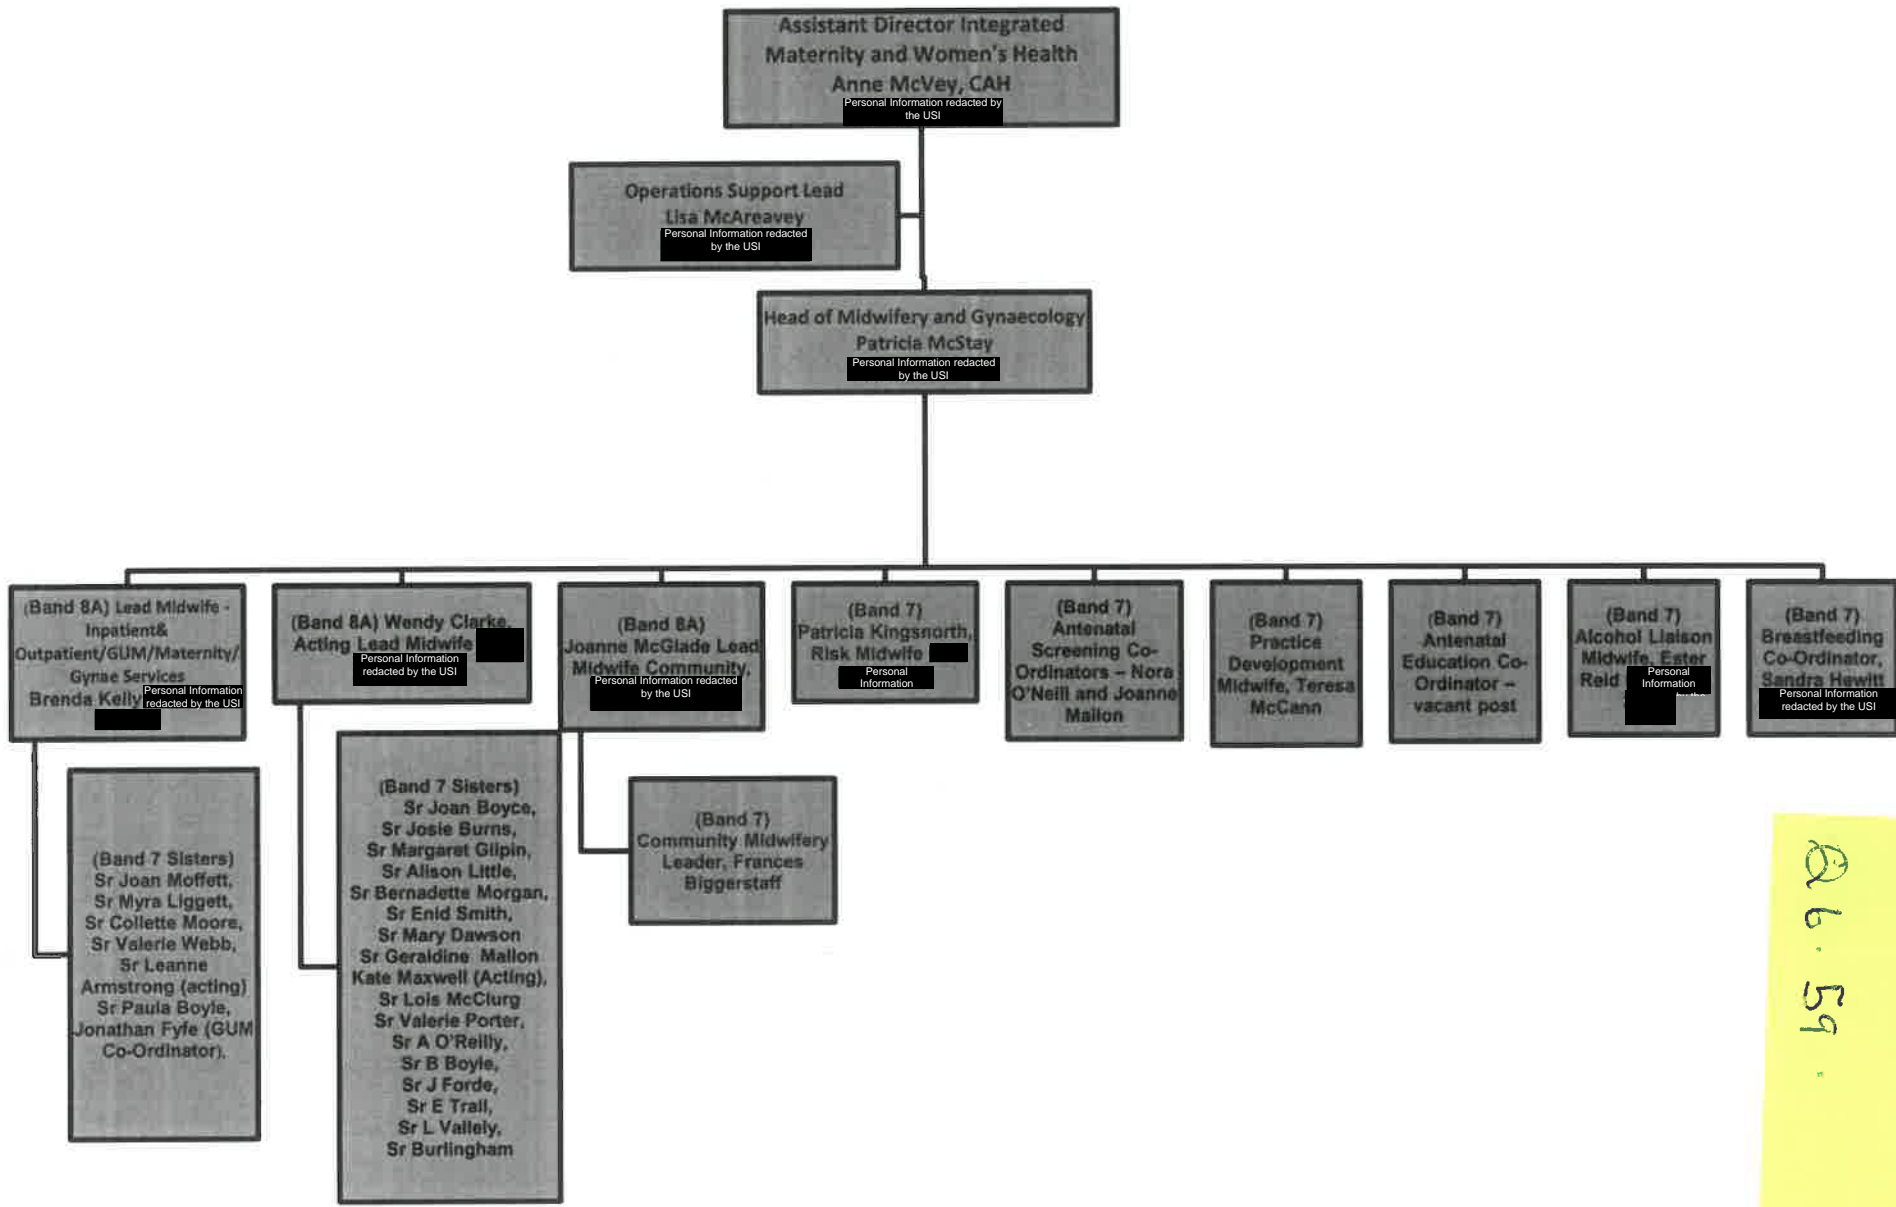 Assistant Director Integrated
Maternity and Women's Health
Anne McVey, CAH
Personal Information redacted by
the USI
Operations Support Lead
Lisa McAreavey
Personal Information redacted
by the USI
Head of Midwifery and Gynaecology
Patricia McStay
Personal Information redacted
by the USI
(Band 8A) Lead Midwife -
Inpatient&
Outpatient/GUM/Maternity/
Gynae Services
Brenda Kelly
Personal Information
redacted by the USI
(Band 8A) Wendy Clarke,
Acting Lead Midwife
Personal Information
redacted by the USI
(Band 8A)
Joanne McGlade Lead
Midwife Community,
Personal Information redacted
by the USI
(Band 7)
Patricia Kingsnorth,
Risk Midwife
Personal
Information
(Band 7)
Antenatal
Screening Co-
Ordinators – Nora
O'Neill and Joanne
Mallon
(Band 7)
Practice
Development
Midwife, Teresa
McCann
(Band 7)
Antenatal
Education Co-
Ordinator –
vacant post
(Band 7)
Alcohol Liaison
Midwife, Ester
Reid
Personal
Information
(Band 7)
Breastfeeding
Co-Ordinator,
Sandra Hewitt
Personal Information
redacted by the USI
(Band 7 Sisters)
Sr Joan Moffett,
Sr Myra Liggett,
Sr Collette Moore,
Sr Valerie Webb,
Sr Leanne
Armstrong (acting)
Sr Paula Boyle,
Jonathan Fyfe (GUM
Co-Ordinator),
(Band 7 Sisters)
Sr Joan Boyce,
Sr Josie Burns,
Sr Margaret Gilpin,
Sr Alison Little,
Sr Bernadette Morgan,
Sr Enid Smith,
Sr Mary Dawson
Sr Geraldine Mallon
Kate Maxwell (Acting),
Sr Lois McClurg
Sr Valerie Porter,
Sr A O'Reilly,
Sr B Boyle,
Sr J Forde,
Sr E Trail,
Sr L Vallely,
Sr Burlingham
(Band 7)
Community Midwifery
Leader, Frances
Biggerstaff
6.59.